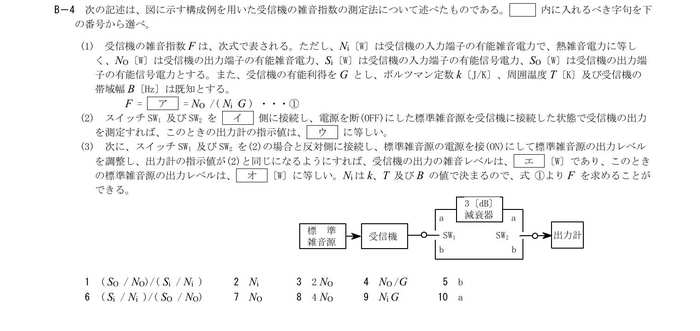 B-4 次の記述は、図に示す構成例を用いた受信機の雑音指数の測定法について述べたものである。□内に入れるべき字句を下
の番号から選べ。
(1) 受信機の雑音指数 F は、次式で表される。ただし、Ni〔W〕は受信機の入力端子の有能雑音電力で、熱雑音電力に等し
く、NO〔W〕は受信機の出力端子の有能雑音電力、Si〔W〕は受信機の入力端子の有能信号電力、SO〔W〕は受信機の出力端
子の有能信号電力とする。また、受信機の有能利得を G とし、ボルツマン定数 k〔J/K〕、周囲温度 T〔K〕及び受信機の
帯域幅 B〔Hz〕は既知とする。
F = ア = NO /(Ni G) ・・・①
(2) スイッチ SW1 及び SW2 を イ 側に接続し、電源を断(OFF)にした標準雑音源を受信機に接続した状態で受信機の出力
を測定すれば、このときの出力計の指示値は、 ウ に等しい。
(3) 次に、スイッチ SW1 及び SW2 を(2)の場合と反対側に接続し、標準雑音源の電源を接(ON)にして標準雑音源の出力レベル
を調整し、出力計の指示値が(2)と同じになるようにすれば、受信機の出力の雑音レベルは、 エ 〔W〕であり、このとき
の標準雑音源の出力レベルは、 オ 〔W〕に等しい。Ni は k、T 及び B の値で決まるので、式 ①より F を求めることが
できる。
3〔dB〕
減衰器
a a
標 準
雑音源
受信機
SW1 SW2
出力計
b b
1 (SO / NO)/(Si / Ni ) 2 Ni 3 2 NO 4 NO/G 5 b
6 (Si / Ni )/(SO / NO) 7 NO 8 4 NO 9 Ni G 10 a